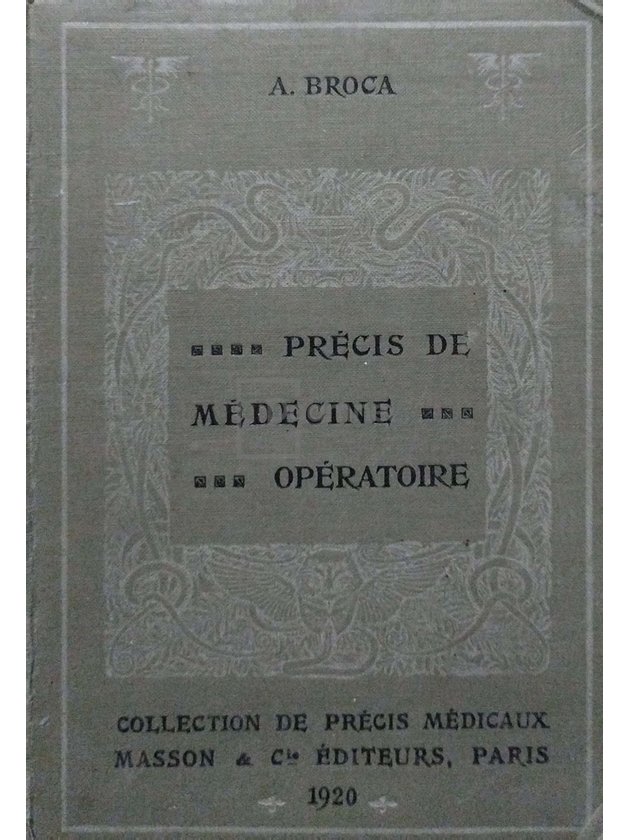 A. BROCA
PRÉCIS DE
MÉDECINE
OPÉRATOIRE
COLLECTION DE PRÉCIS MÉDICAUX
MASSON & Cie ÉDITEURS, PARIS
1920